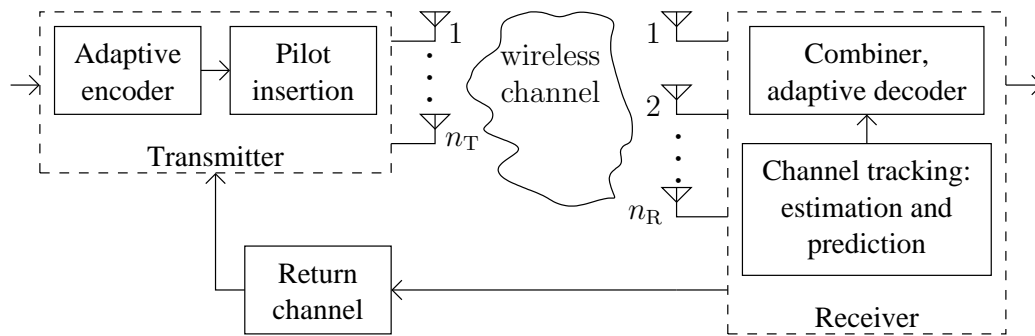 Adaptive
encoder
Pilot
insertion
Transmitter
1
n_T
wireless
channel
1
2
n_R
Combiner,
adaptive decoder
Channel tracking:
estimation and
prediction
Receiver
Return
channel